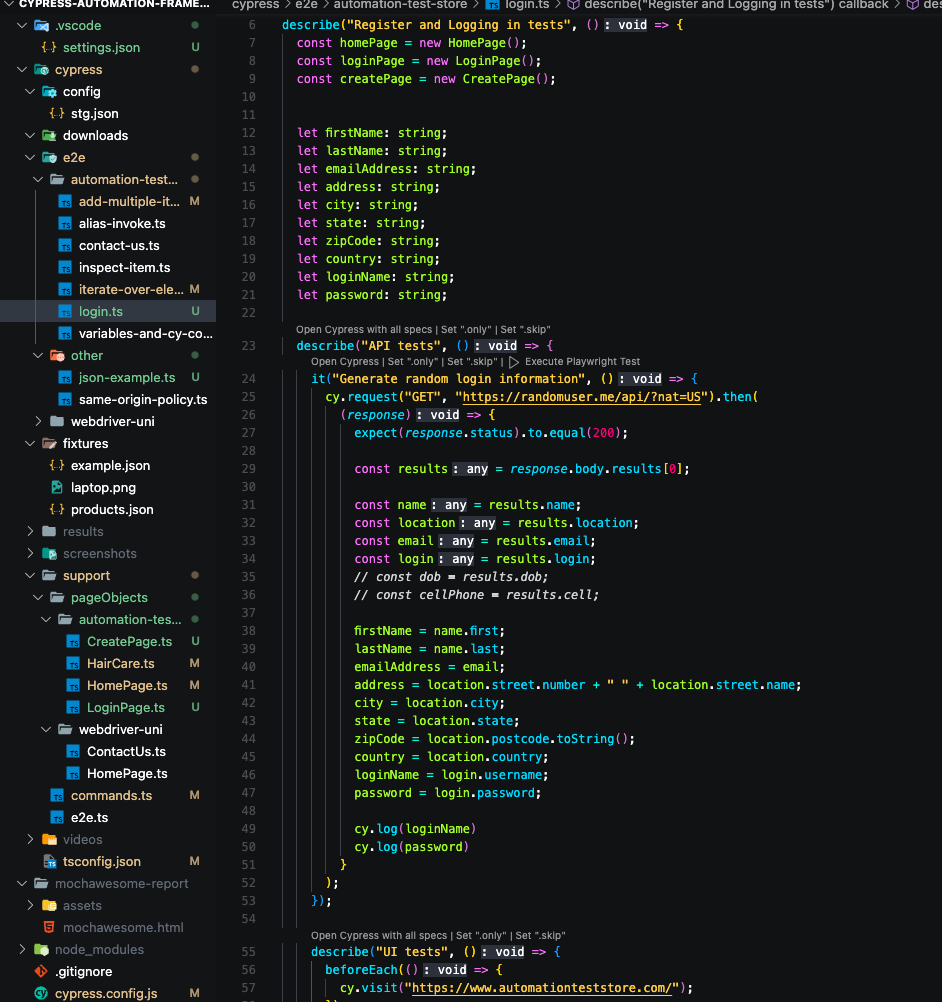 CYPRESS-AUTOMATION-FRAME...
.vscode
settings.json U
cypress
config
stg.json
downloads
e2e
automation-test...
add-multiple-it... M
alias-invoke.ts
contact-us.ts
inspect-item.ts
iterate-over-ele... M
login.ts U
variables-and-cy-co...
other
json-example.ts U
same-origin-policy.ts
webdriver-uni
fixtures
example.json
laptop.png
products.json
results
screenshots
support
pageObjects
automation-tes...
CreatePage.ts U
HairCare.ts M
HomePage.ts M
LoginPage.ts U
webdriver-uni
ContactUs.ts
HomePage.ts
commands.ts M
e2e.ts
videos
tsconfig.json M
mochawesome-report
assets
mochawesome.html
node_modules
.gitignore
cypress.config.js M
cypress > e2e > automation-test-store > login.ts > describe("Register and Logging in tests") callback > des
6 describe("Register and Logging in tests", () : void => {
7 const homePage = new HomePage();
8 const loginPage = new LoginPage();
9 const createPage = new CreatePage();
10
11
12 let firstName: string;
13 let lastName: string;
14 let emailAddress: string;
15 let address: string;
16 let city: string;
17 let state: string;
18 let zipCode: string;
19 let country: string;
20 let loginName: string;
21 let password: string;
22
Open Cypress with all specs | Set ".only" | Set ".skip"
23 describe("API tests", () : void => {
Open Cypress | Set ".only" | Set ".skip" | Execute Playwright Test
24 it("Generate random login information", () : void => {
25 cy.request("GET", "https://randomuser.me/api/?nat=US").then(
26 (response) : void => {
27 expect(response.status).to.equal(200);
28
29 const results : any = response.body.results[0];
30
31 const name : any = results.name;
32 const location : any = results.location;
33 const email : any = results.email;
34 const login : any = results.login;
35 // const dob = results.dob;
36 // const cellPhone = results.cell;
37
38 firstName = name.first;
39 lastName = name.last;
40 emailAddress = email;
41 address = location.street.number + " " + location.street.name;
42 city = location.city;
43 state = location.state;
44 zipCode = location.postcode.toString();
45 country = location.country;
46 loginName = login.username;
47 password = login.password;
48
49 cy.log(loginName)
50 cy.log(password)
51 }
52 );
53 });
54
Open Cypress with all specs | Set ".only" | Set ".skip"
55 describe("UI tests", () : void => {
56 beforeEach(() : void => {
57 cy.visit("https://www.automationteststore.com/");